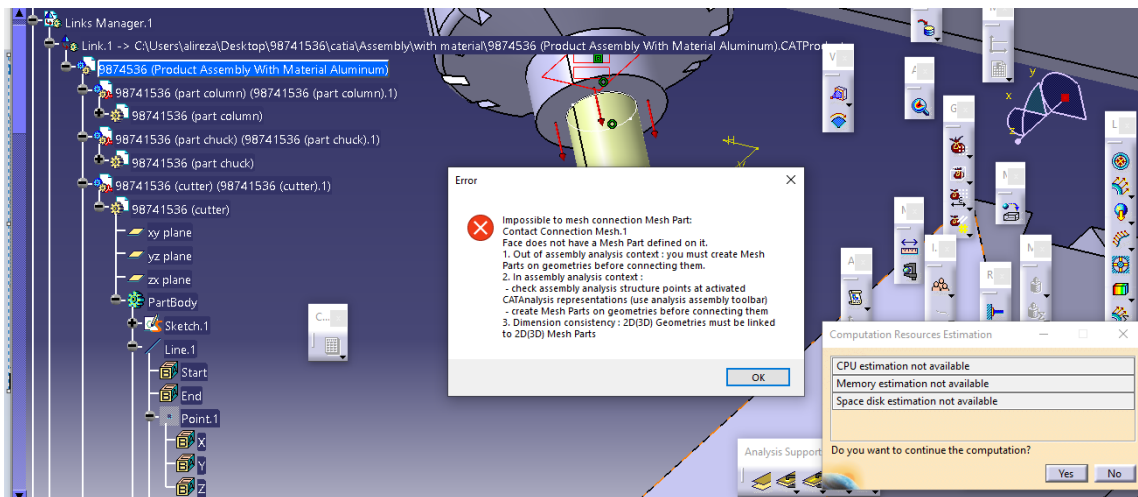 Links Manager.1
Link.1 -> C:\Users\alireza\Desktop\98741536\catia\Assembly\with material\9874536 (Product Assembly With Material Aluminum).CATProduct
9874536 (Product Assembly With Material Aluminum)
98741536 (part column) (98741536 (part column).1)
98741536 (part column)
98741536 (part chuck) (98741536 (part chuck).1)
98741536 (part chuck)
98741536 (cutter) (98741536 (cutter).1)
98741536 (cutter)
xy plane
yz plane
zx plane
PartBody
Sketch.1
Line.1
Start
End
Point.1
X
Y
Z
C...
Error
Impossible to mesh connection Mesh Part:
Contact Connection Mesh.1
Face does not have a Mesh Part defined on it.
1. Out of assembly analysis context : you must create Mesh
Parts on geometries before connecting them.
2. In assembly analysis context :
- check assembly analysis structure points at activated
CATAnalysis representations (use analysis assembly toolbar)
- create Mesh Parts on geometries before connecting them
3. Dimension consistency : 2D(3D) Geometries must be linked
to 2D(3D) Mesh Parts
OK
V
A
G
L
N
M
A
I.
R
N
x
y
z
Analysis Support
Computation Resources Estimation
CPU estimation not available
Memory estimation not available
Space disk estimation not available
Do you want to continue the computation?
Yes
No